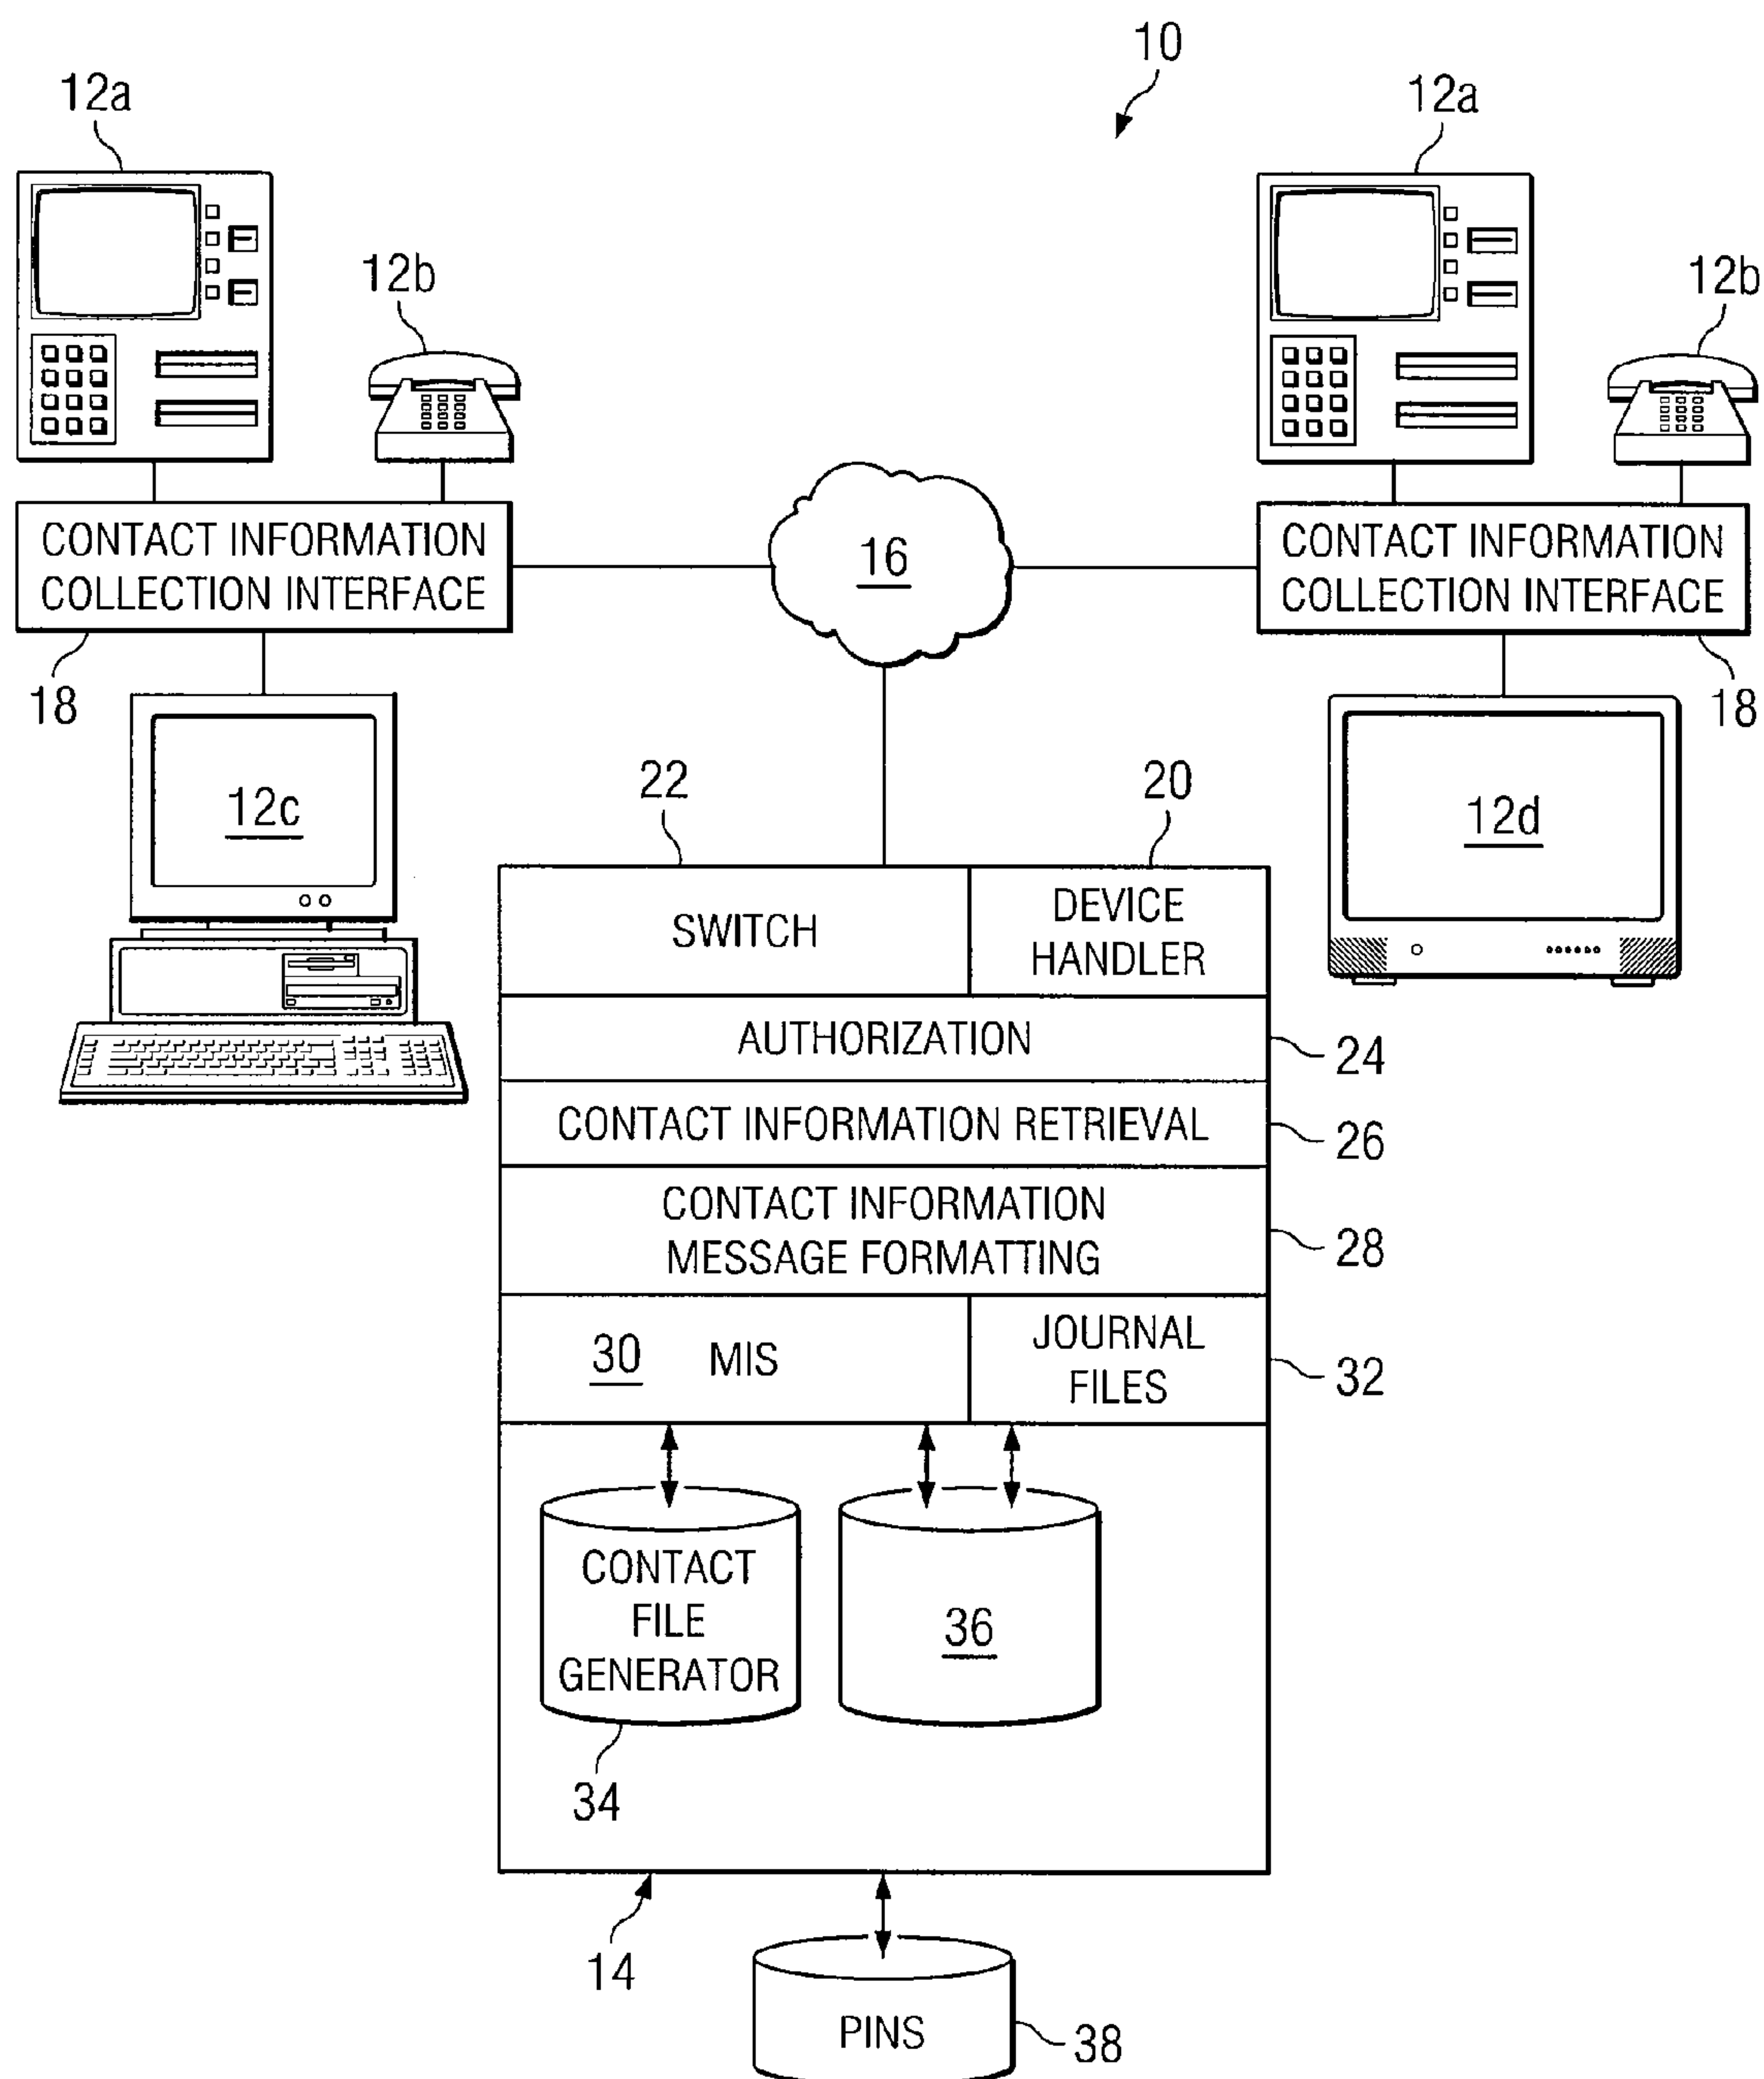 10
12a
12a
12b
12b
CONTACT INFORMATION
COLLECTION INTERFACE
16
CONTACT INFORMATION
COLLECTION INTERFACE
18
18
12c
12d
22
20
SWITCH
DEVICE
HANDLER
AUTHORIZATION
24
CONTACT INFORMATION RETRIEVAL
26
CONTACT INFORMATION
MESSAGE FORMATTING
28
30 MIS
JOURNAL
FILES
32
CONTACT
FILE
GENERATOR
36
34
14
PINS
38